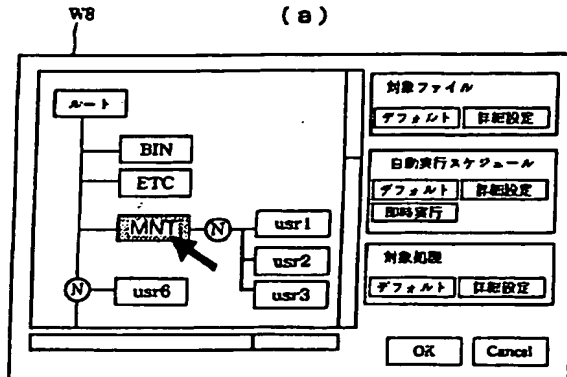 W8
(a)
ルート
BIN
ETC
MNT
N
usr1
usr2
usr3
N
usr6
対象ファイル
デフォルト 詳細設定
自動実行スケジュール
デフォルト 詳細設定
即時実行
対象処理
デフォルト 詳細設定
OK Cancel